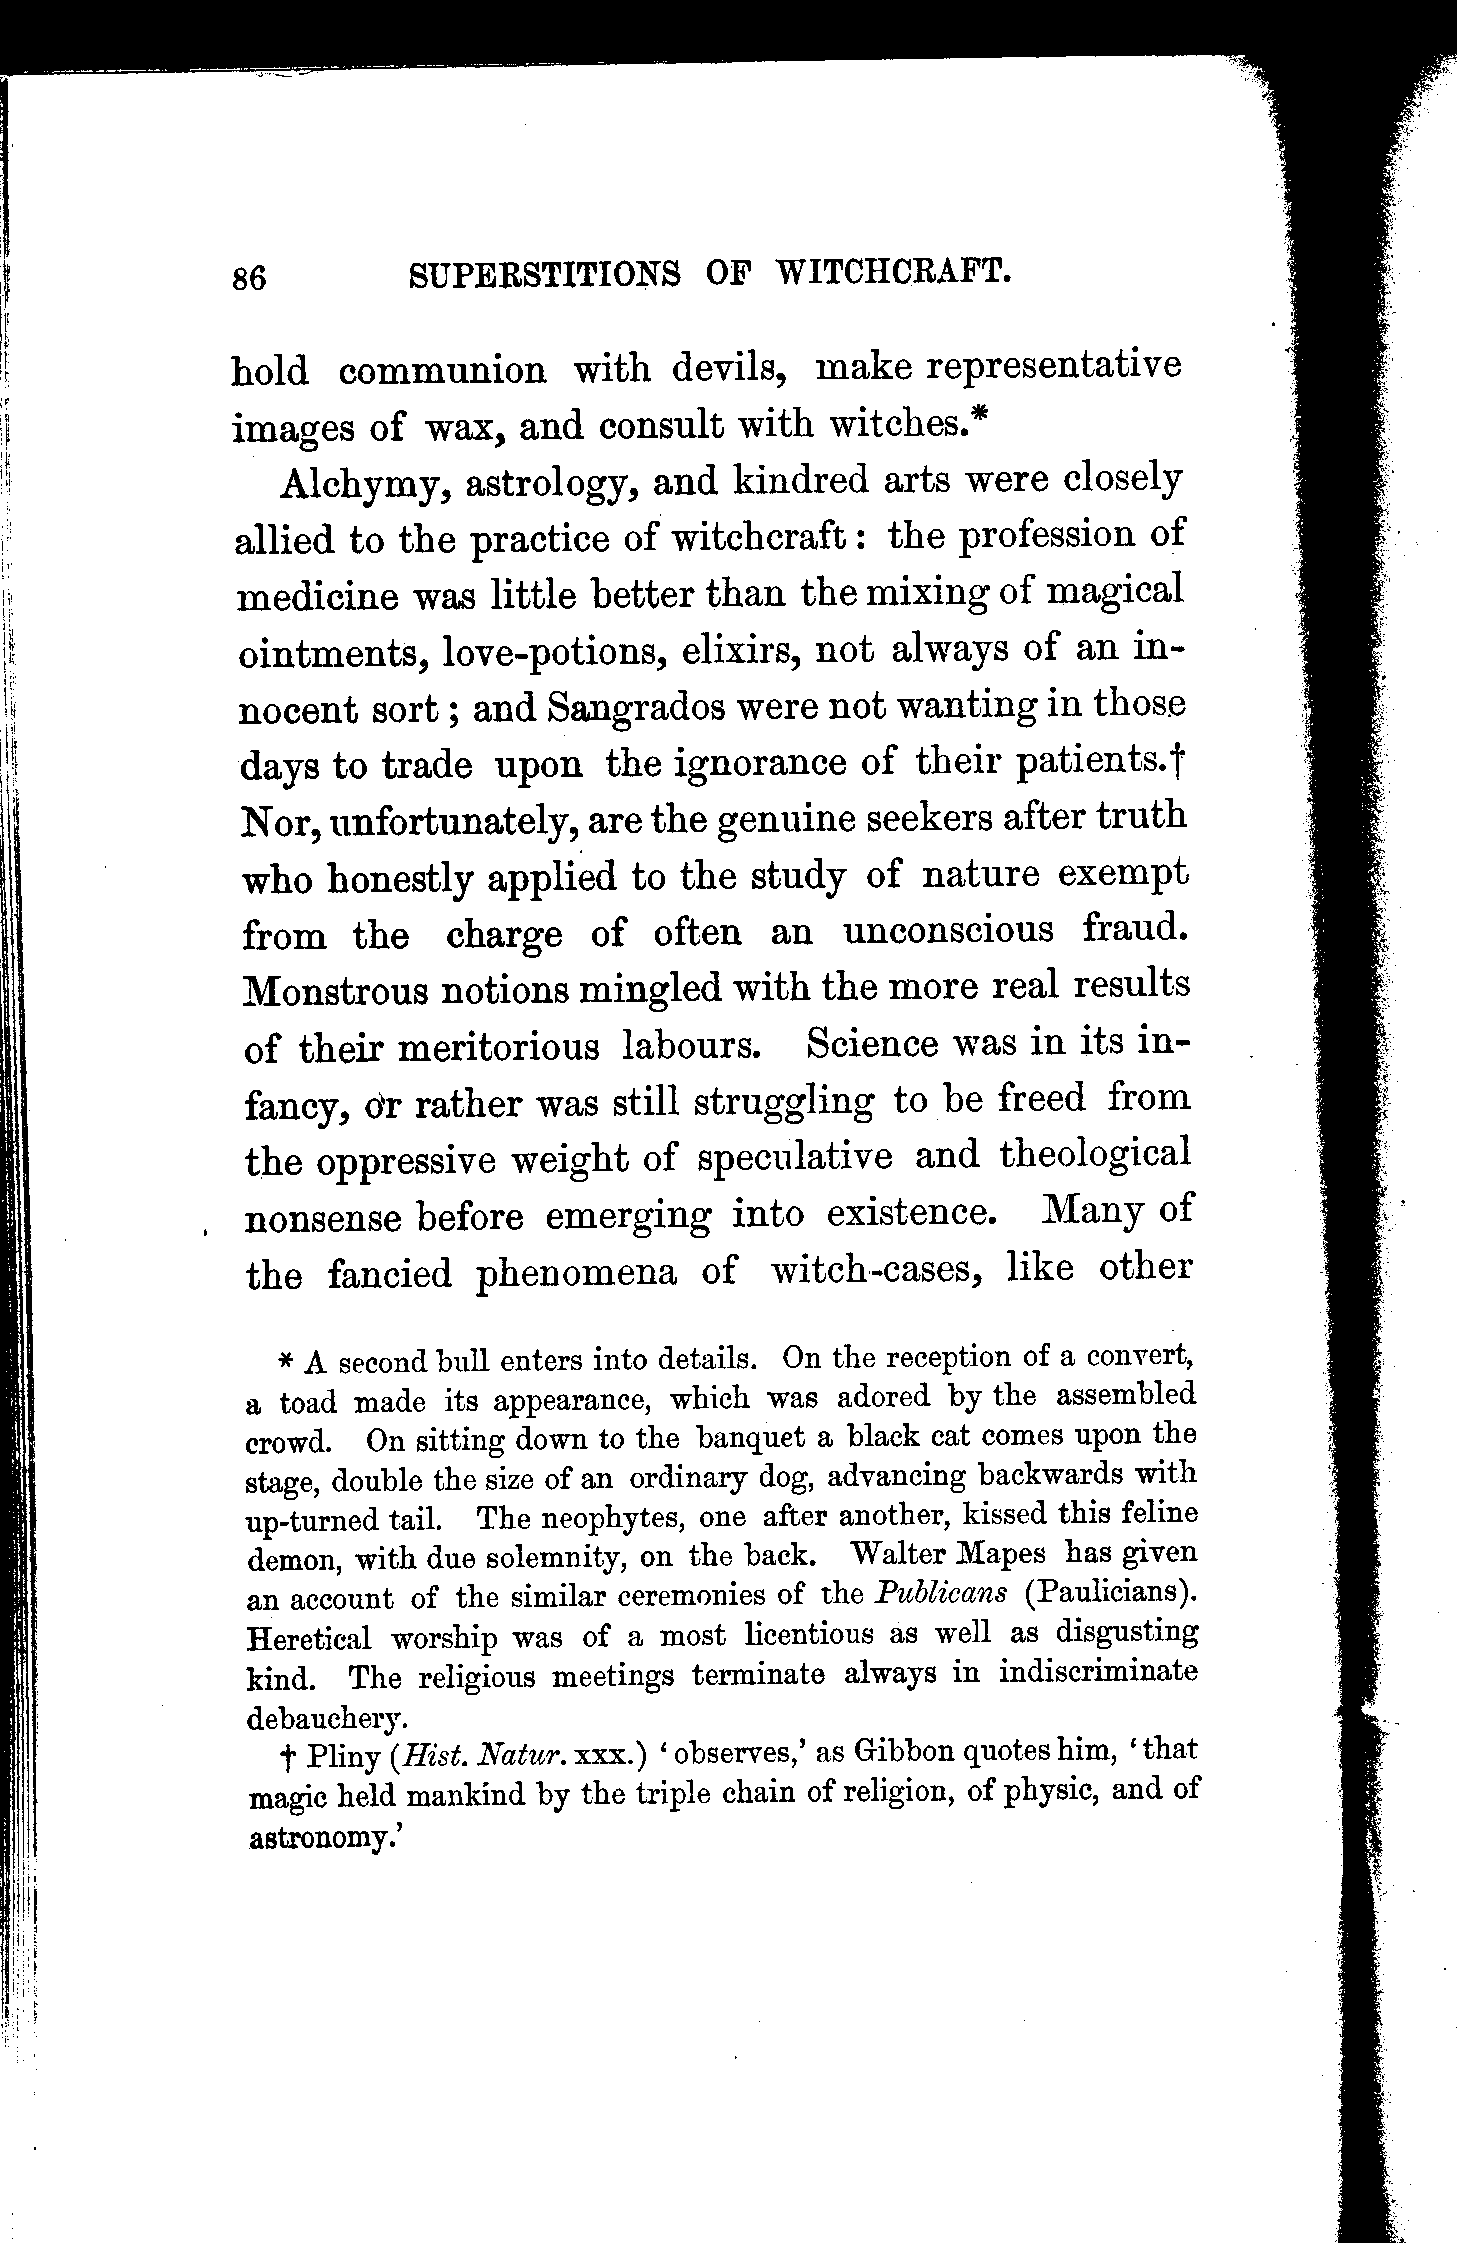 86 SUPERSTITIONS OF WITCHCRAFT.
hold communion with devils, make representative
images of wax, and consult with witches.*
Alchymy, astrology, and kindred arts were closely
allied to the practice of witchcraft : the profession of
medicine was little better than the mixing of magical
ointments, love-potions, elixirs, not always of an in-
nocent sort ; and Sangrados were not wanting in those
days to trade upon the ignorance of their patients.†
Nor, unfortunately, are the genuine seekers after truth
who honestly applied to the study of nature exempt
from the charge of often an unconscious fraud.
Monstrous notions mingled with the more real results
of their meritorious labours. Science was in its in-
fancy, or rather was still struggling to be freed from
the oppressive weight of speculative and theological
nonsense before emerging into existence. Many of
the fancied phenomena of witch-cases, like other
* A second bull enters into details. On the reception of a convert,
a toad made its appearance, which was adored by the assembled
crowd. On sitting down to the banquet a black cat comes upon the
stage, double the size of an ordinary dog, advancing backwards with
up-turned tail. The neophytes, one after another, kissed this feline
demon, with due solemnity, on the back. Walter Mapes has given
an account of the similar ceremonies of the Publicans (Paulicians).
Heretical worship was of a most licentious as well as disgusting
kind. The religious meetings terminate always in indiscriminate
debauchery.
† Pliny (Hist. Natur. xxx.) ‘ observes,’ as Gibbon quotes him, ‘ that
magic held mankind by the triple chain of religion, of physic, and of
astronomy.’